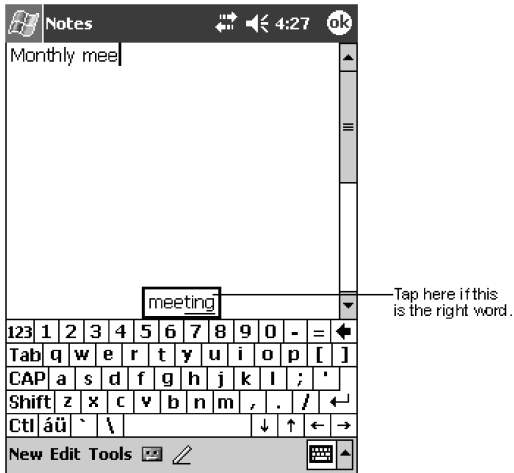 Notes 4:27 ok
Monthly mee
meeting
Tap here if this
is the right word.
123 1 2 3 4 5 6 7 8 9 0 - =
Tab q w e r t y u i o p [ ]
CAP a s d f g h j k l ; '
Shift z x c v b n m , . /
Ctl áü ` \
New Edit Tools